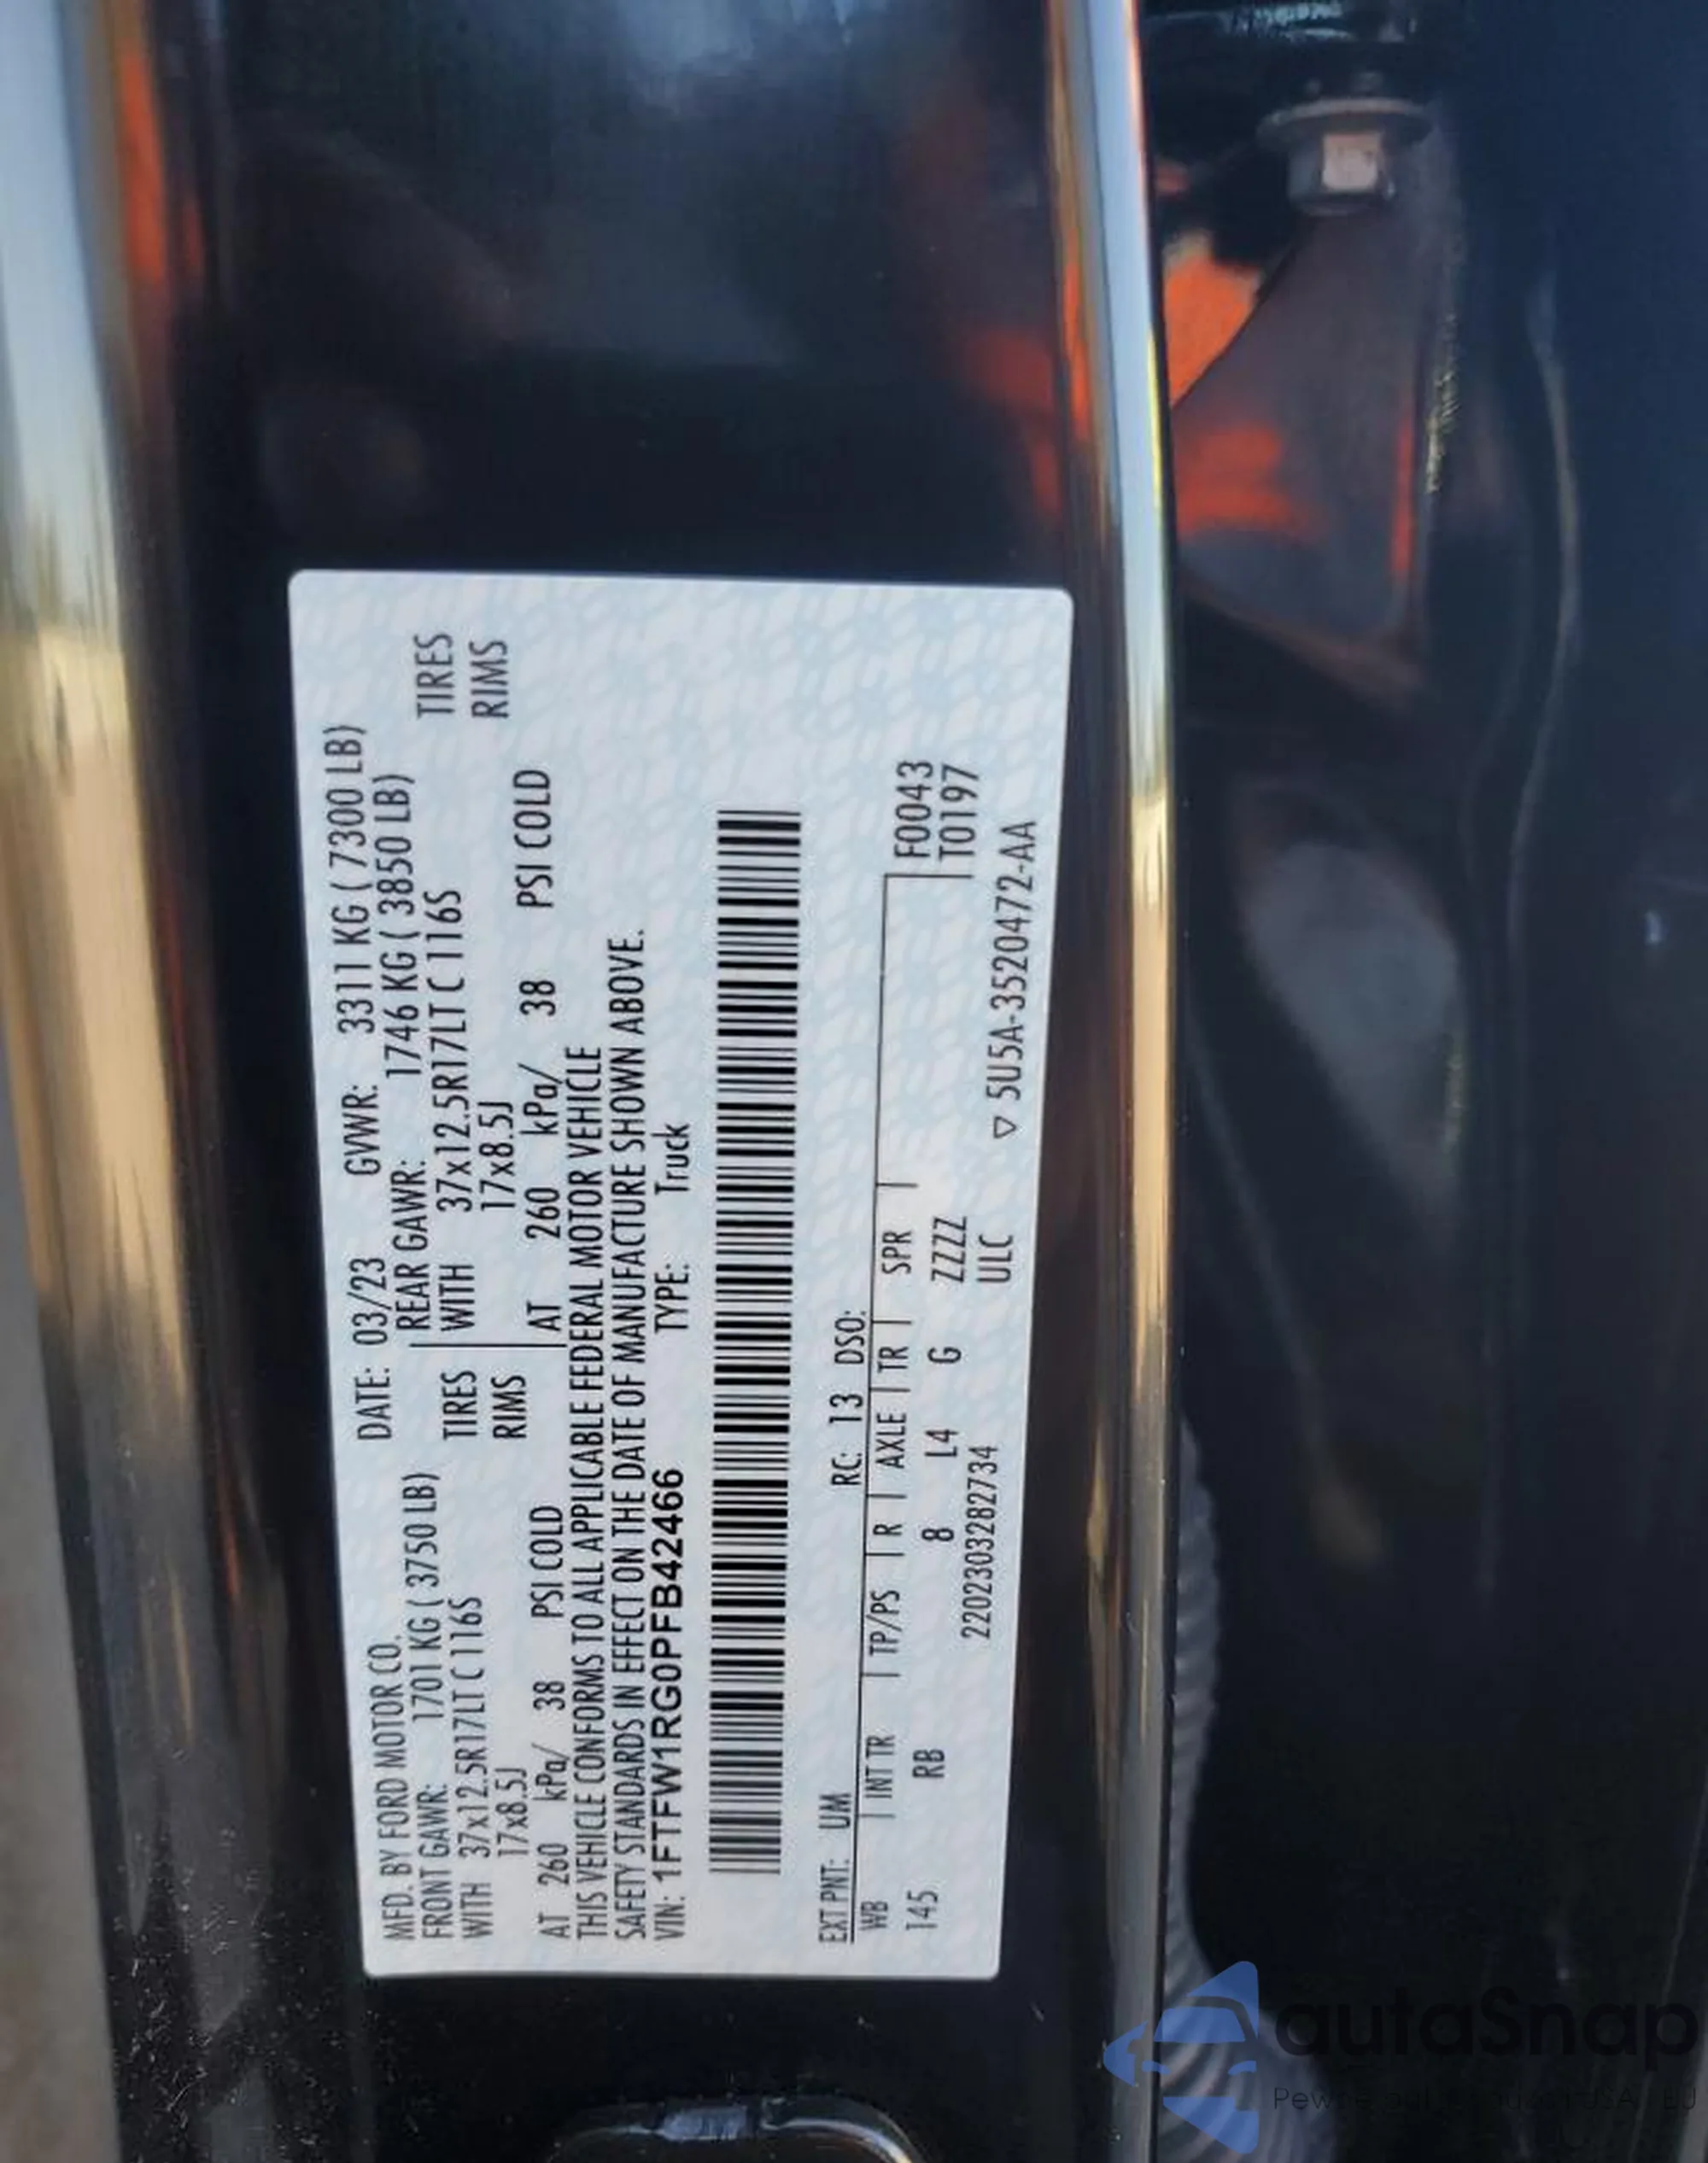 MFD. BY FORD MOTOR CO. DATE: 03/23 GVWR: 3311 KG ( 7300 LB)
FRONT GAWR: 1701 KG ( 3750 LB) REAR GAWR: 1746 KG ( 3850 LB)
WITH 37x12.5R17LT C 116S TIRES WITH 37x12.5R17LT C 116S TIRES
17x8.5J RIMS 17x8.5J RIMS
AT 260 kPa/ 38 PSI COLD AT 260 kPa/ 38 PSI COLD
THIS VEHICLE CONFORMS TO ALL APPLICABLE FEDERAL MOTOR VEHICLE
SAFETY STANDARDS IN EFFECT ON THE DATE OF MANUFACTURE SHOWN ABOVE.
VIN: 1FTFW1RG0PFB42466 TYPE: Truck
EXT PNT: UM RC: 13 DSO:
WB | INT TR | TP/PS | R | AXLE | TR | SPR | F0043
145 RB 8 L4 G ZZZZ T0197
2202303282734 ULC
▽ 5U5A-3520472-AA
autaSnap